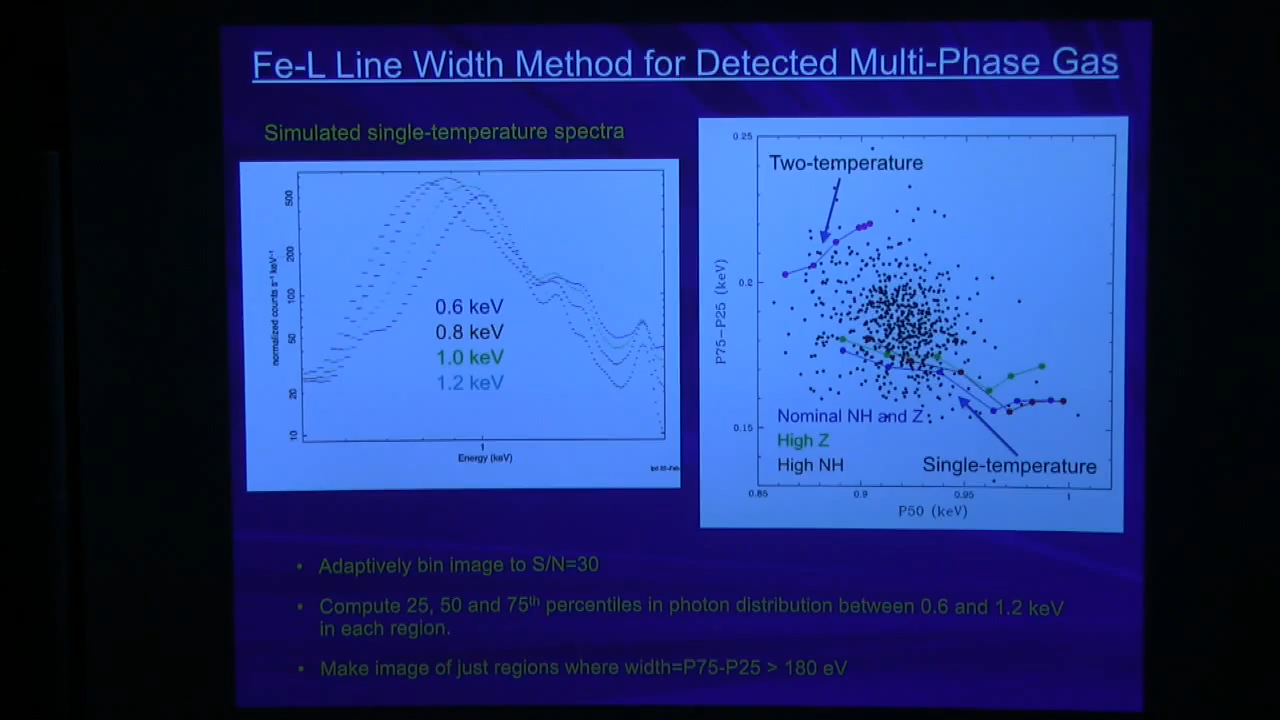 Fe-L Line Width Method for Detected Multi-Phase Gas
Simulated single-temperature spectra
normalized counts s⁻¹ keV⁻¹
500
200
100
50
20
10
0.6 keV
0.8 keV
1.0 keV
1.2 keV
1
Energy (keV)
0.25
0.2
0.15
P75-P25 (keV)
Two-temperature
Nominal NH and Z
High Z
High NH
Single-temperature
0.85
0.9
0.95
1
P50 (keV)
• Adaptively bin image to S/N=30
• Compute 25, 50 and 75th percentiles in photon distribution between 0.6 and 1.2 keV
in each region.
• Make image of just regions where width=P75-P25 > 180 eV